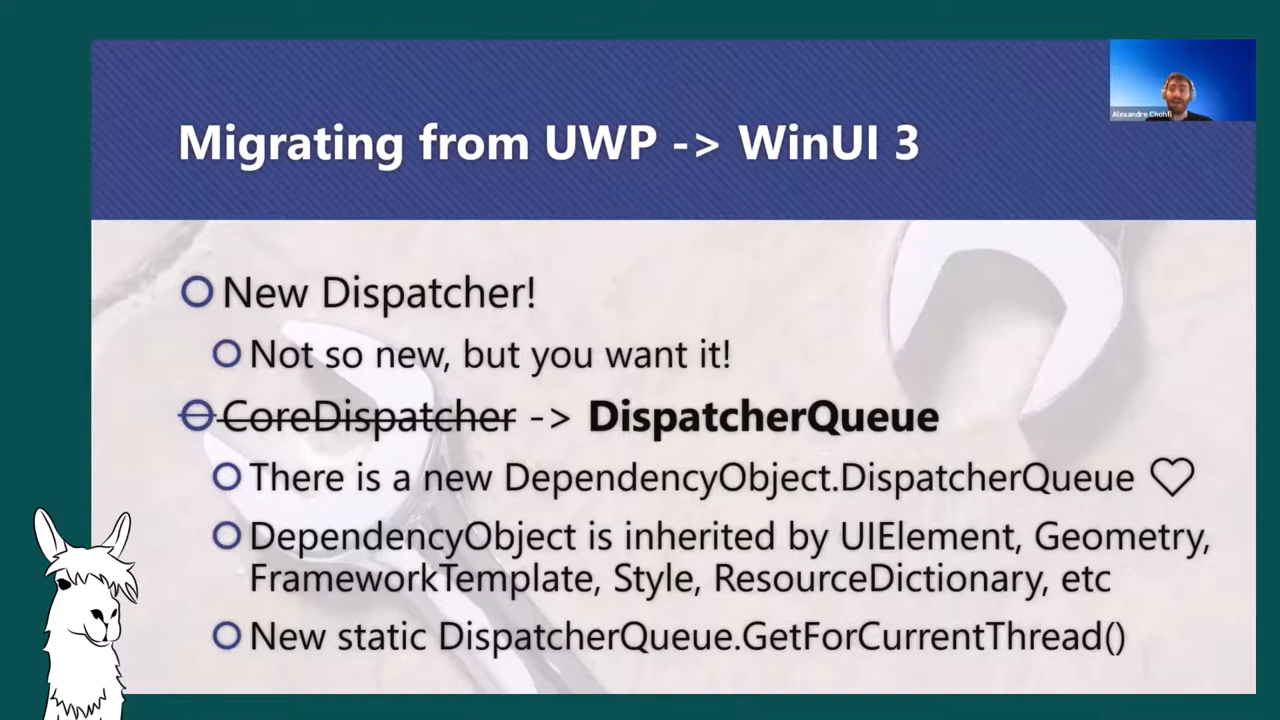 Migrating from UWP -> WinUI 3
Alexandre Chohfi
New Dispatcher!
Not so new, but you want it!
CoreDispatcher -> DispatcherQueue
There is a new DependencyObject.DispatcherQueue ♡
DependencyObject is inherited by UIElement, Geometry,
FrameworkTemplate, Style, ResourceDictionary, etc
New static DispatcherQueue.GetForCurrentThread()